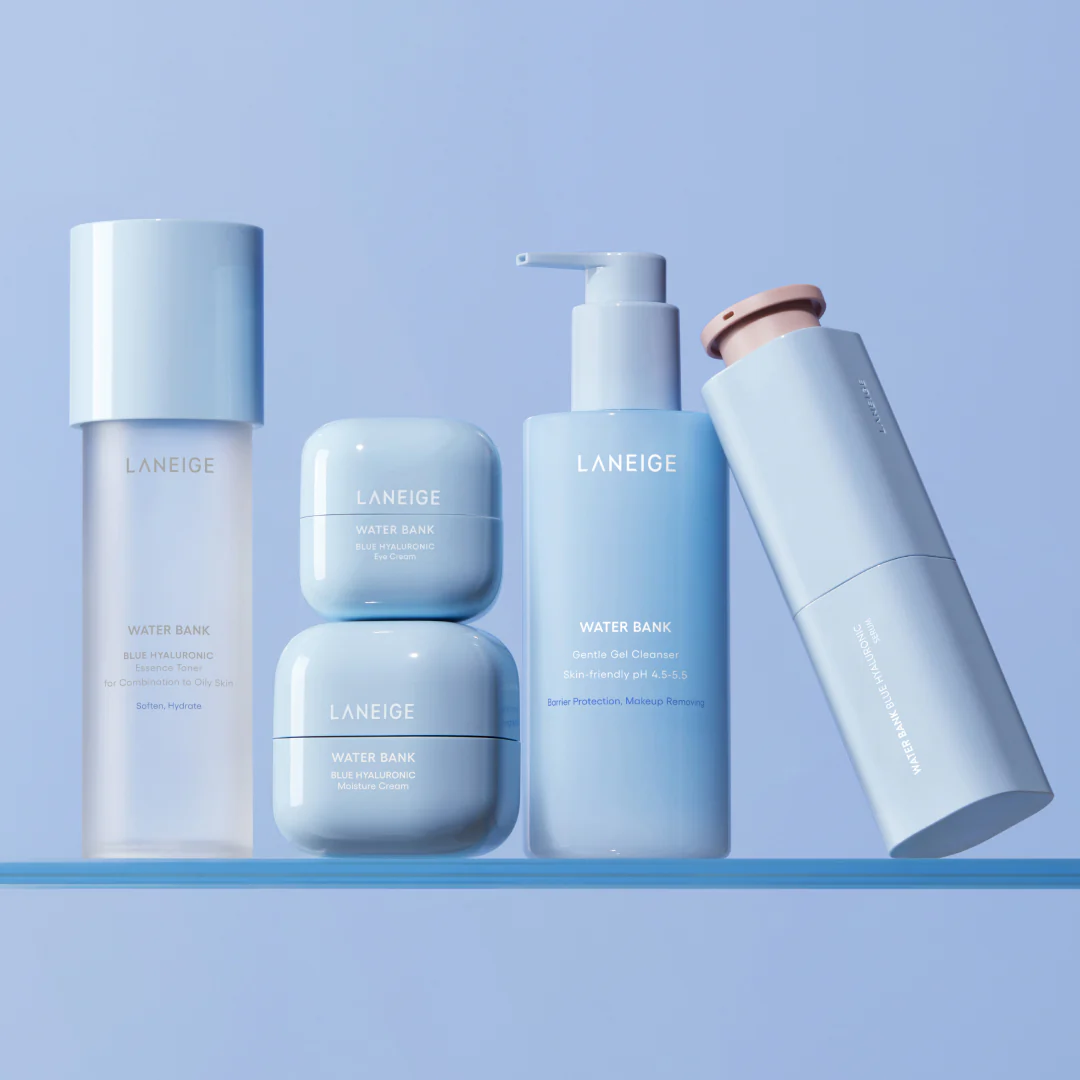 LANEIGE
WATER BANK
BLUE HYALURONIC
Essence Toner
for Combination to Oily Skin
Soften, Hydrate
LANEIGE
WATER BANK
BLUE HYALURONIC
Eye Cream
LANEIGE
WATER BANK
BLUE HYALURONIC
Moisture Cream
LANEIGE
WATER BANK
Gentle Gel Cleanser
Skin-friendly pH 4.5-5.5
Barrier Protection, Makeup Removing
LANEIGE
WATER BANK BLUE HYALURONIC
SERUM